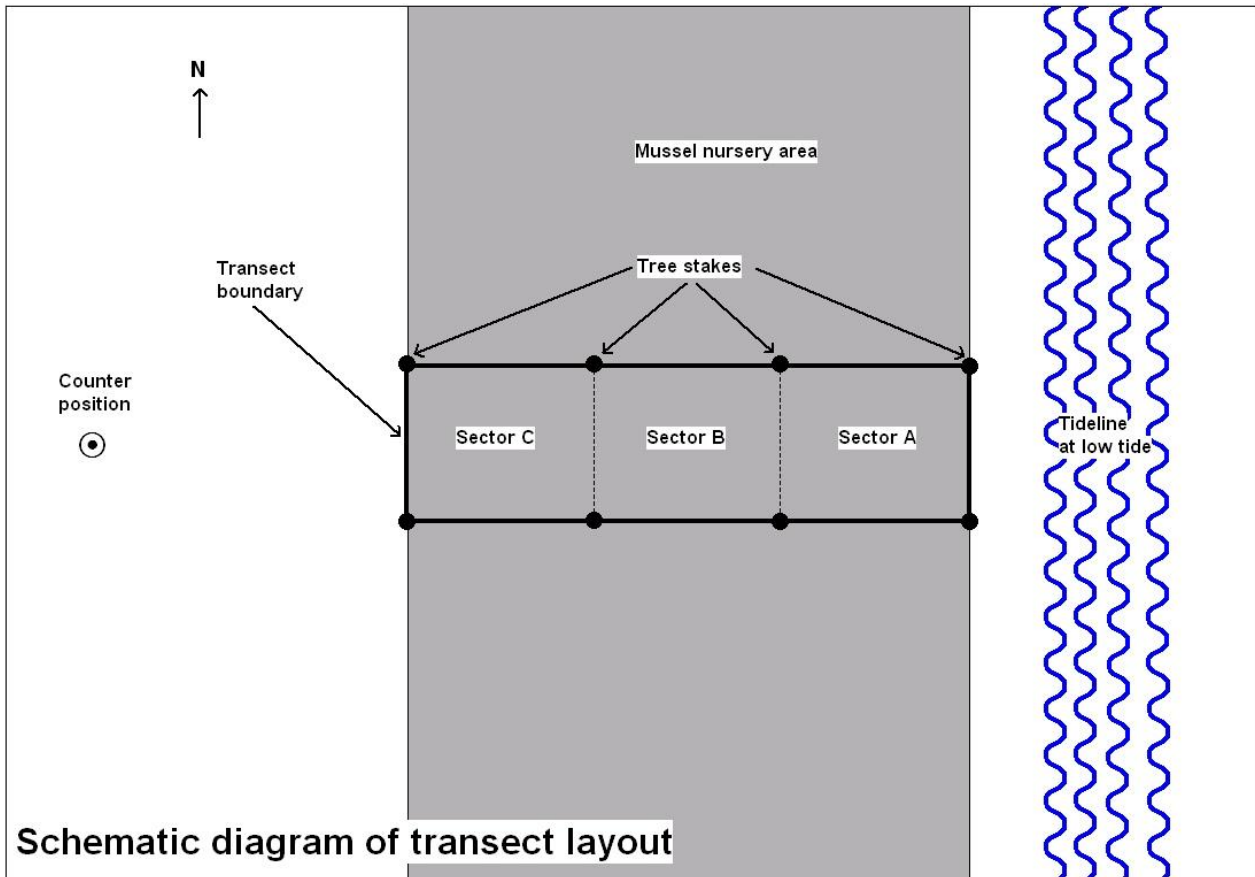 N
Mussel nursery area
Tree stakes
Transect
boundary
Counter
position
Sector C
Sector B
Sector A
Tideline
at low tide
Schematic diagram of transect layout